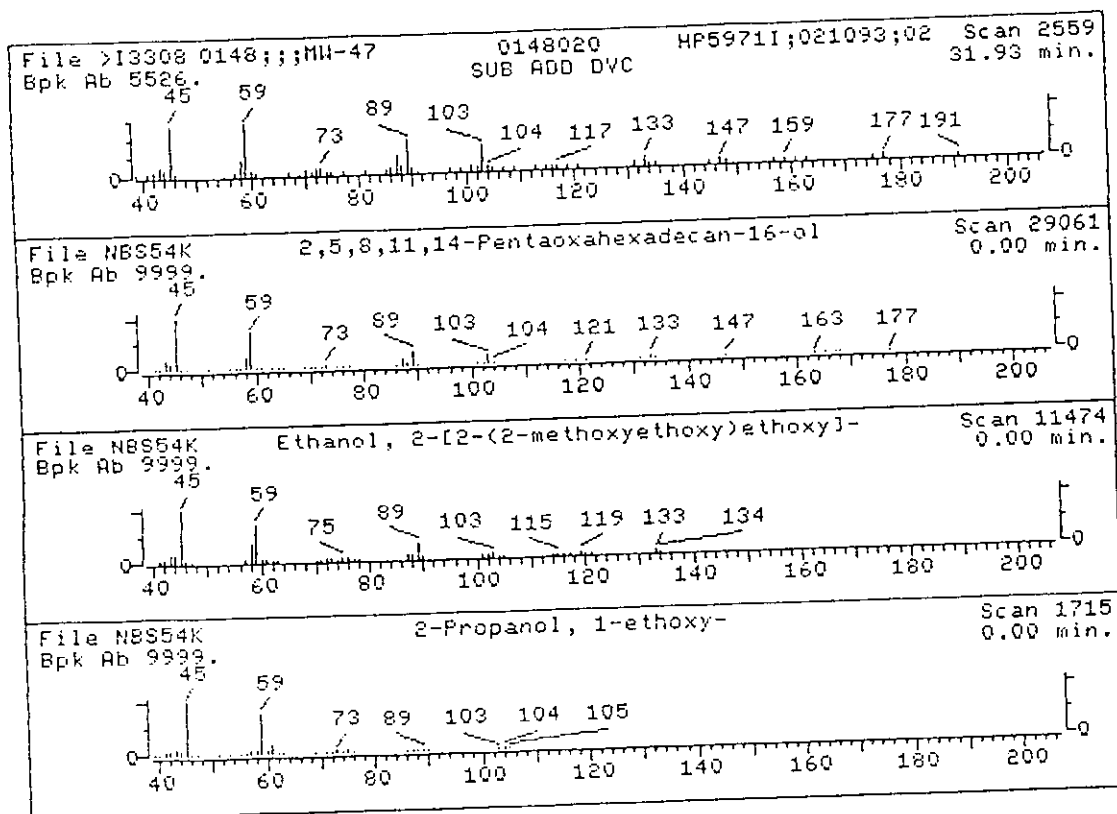 File >I3308 0148;;;MW-47 0148020 HP5971I;021093;02 Scan 2559
Bpk Ab 5526. SUB ADD DVC 31.93 min.
45 59 73 89 103 104 117 133 147 159 177 191
0 0
40 60 80 100 120 140 160 180 200
File NBS54K 2,5,8,11,14-Pentaoxahexadecan-16-ol Scan 29061
Bpk Ab 9999. 0.00 min.
45 59 73 89 103 104 121 133 147 163 177
0 0
40 60 80 100 120 140 160 180 200
File NBS54K Ethanol, 2-[2-(2-methoxyethoxy)ethoxy]- Scan 11474
Bpk Ab 9999. 0.00 min.
45 59 75 89 103 115 119 133 134
0 0
40 60 80 100 120 140 160 180 200
File NBS54K 2-Propanol, 1-ethoxy- Scan 1715
Bpk Ab 9999. 0.00 min.
45 59 73 89 103 104 105
0 0
40 60 80 100 120 140 160 180 200